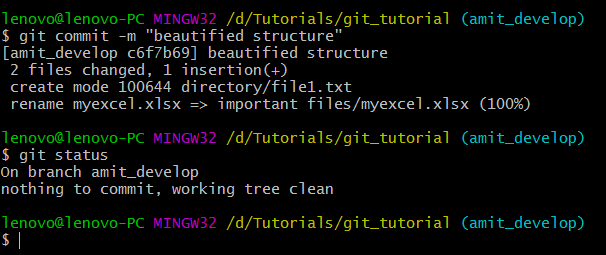 lenovo@lenovo-PC MINGW32 /d/Tutorials/git_tutorial (amit_develop)
$ git commit -m "beautified structure"
[amit_develop c6f7b69] beautified structure
 2 files changed, 1 insertion(+)
 create mode 100644 directory/file1.txt
 rename myexcel.xlsx => important files/myexcel.xlsx (100%)
lenovo@lenovo-PC MINGW32 /d/Tutorials/git_tutorial (amit_develop)
$ git status
On branch amit_develop
nothing to commit, working tree clean
lenovo@lenovo-PC MINGW32 /d/Tutorials/git_tutorial (amit_develop)
$